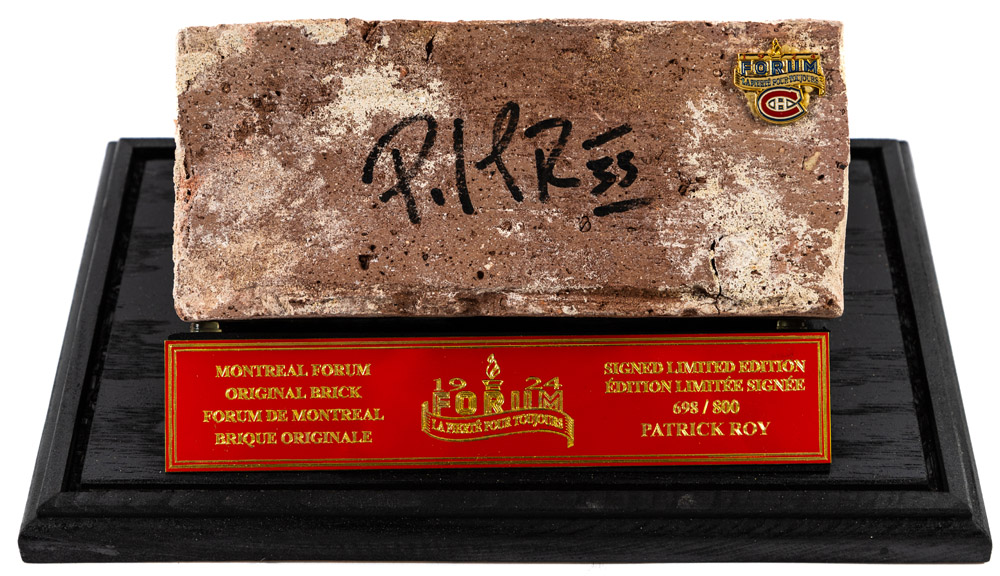 FORUM
LA FIERTÉ POUR TOUJOURS
CH
P. Roy 33
MONTREAL FORUM
ORIGINAL BRICK
FORUM DE MONTREAL
BRIQUE ORIGINALE
19 24
FORUM
LA FIERTÉ POUR TOUJOURS
SIGNED LIMITED EDITION
ÉDITION LIMITÉE SIGNÉE
698 / 800
PATRICK ROY